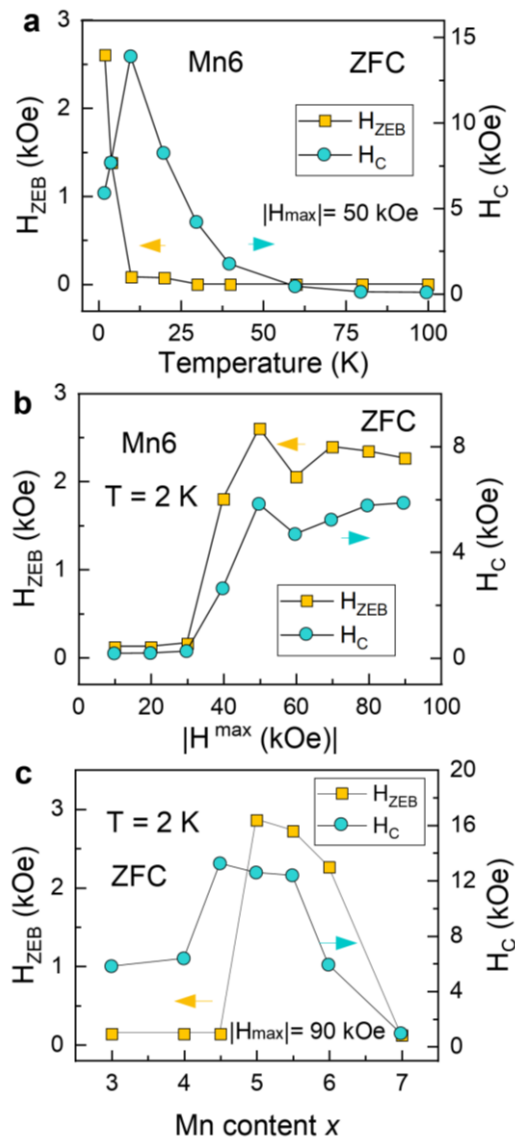 a
3
2
1
0
H_ZEB (kOe)
Mn6
ZFC
H_ZEB
H_C
|Hmax|= 50 kOe
15
10
5
0
H_C (kOe)
0
25
50
75
100
Temperature (K)
b
3
2
1
0
H_ZEB (kOe)
Mn6
ZFC
T = 2 K
H_ZEB
H_C
8
4
0
H_C (kOe)
0
20
40
60
80
100
|H^max (kOe)|
c
3
2
1
0
H_ZEB (kOe)
T = 2 K
ZFC
H_ZEB
H_C
|Hmax|= 90 kOe
20
16
12
8
4
0
H_C (kOe)
3
4
5
6
7
Mn content x